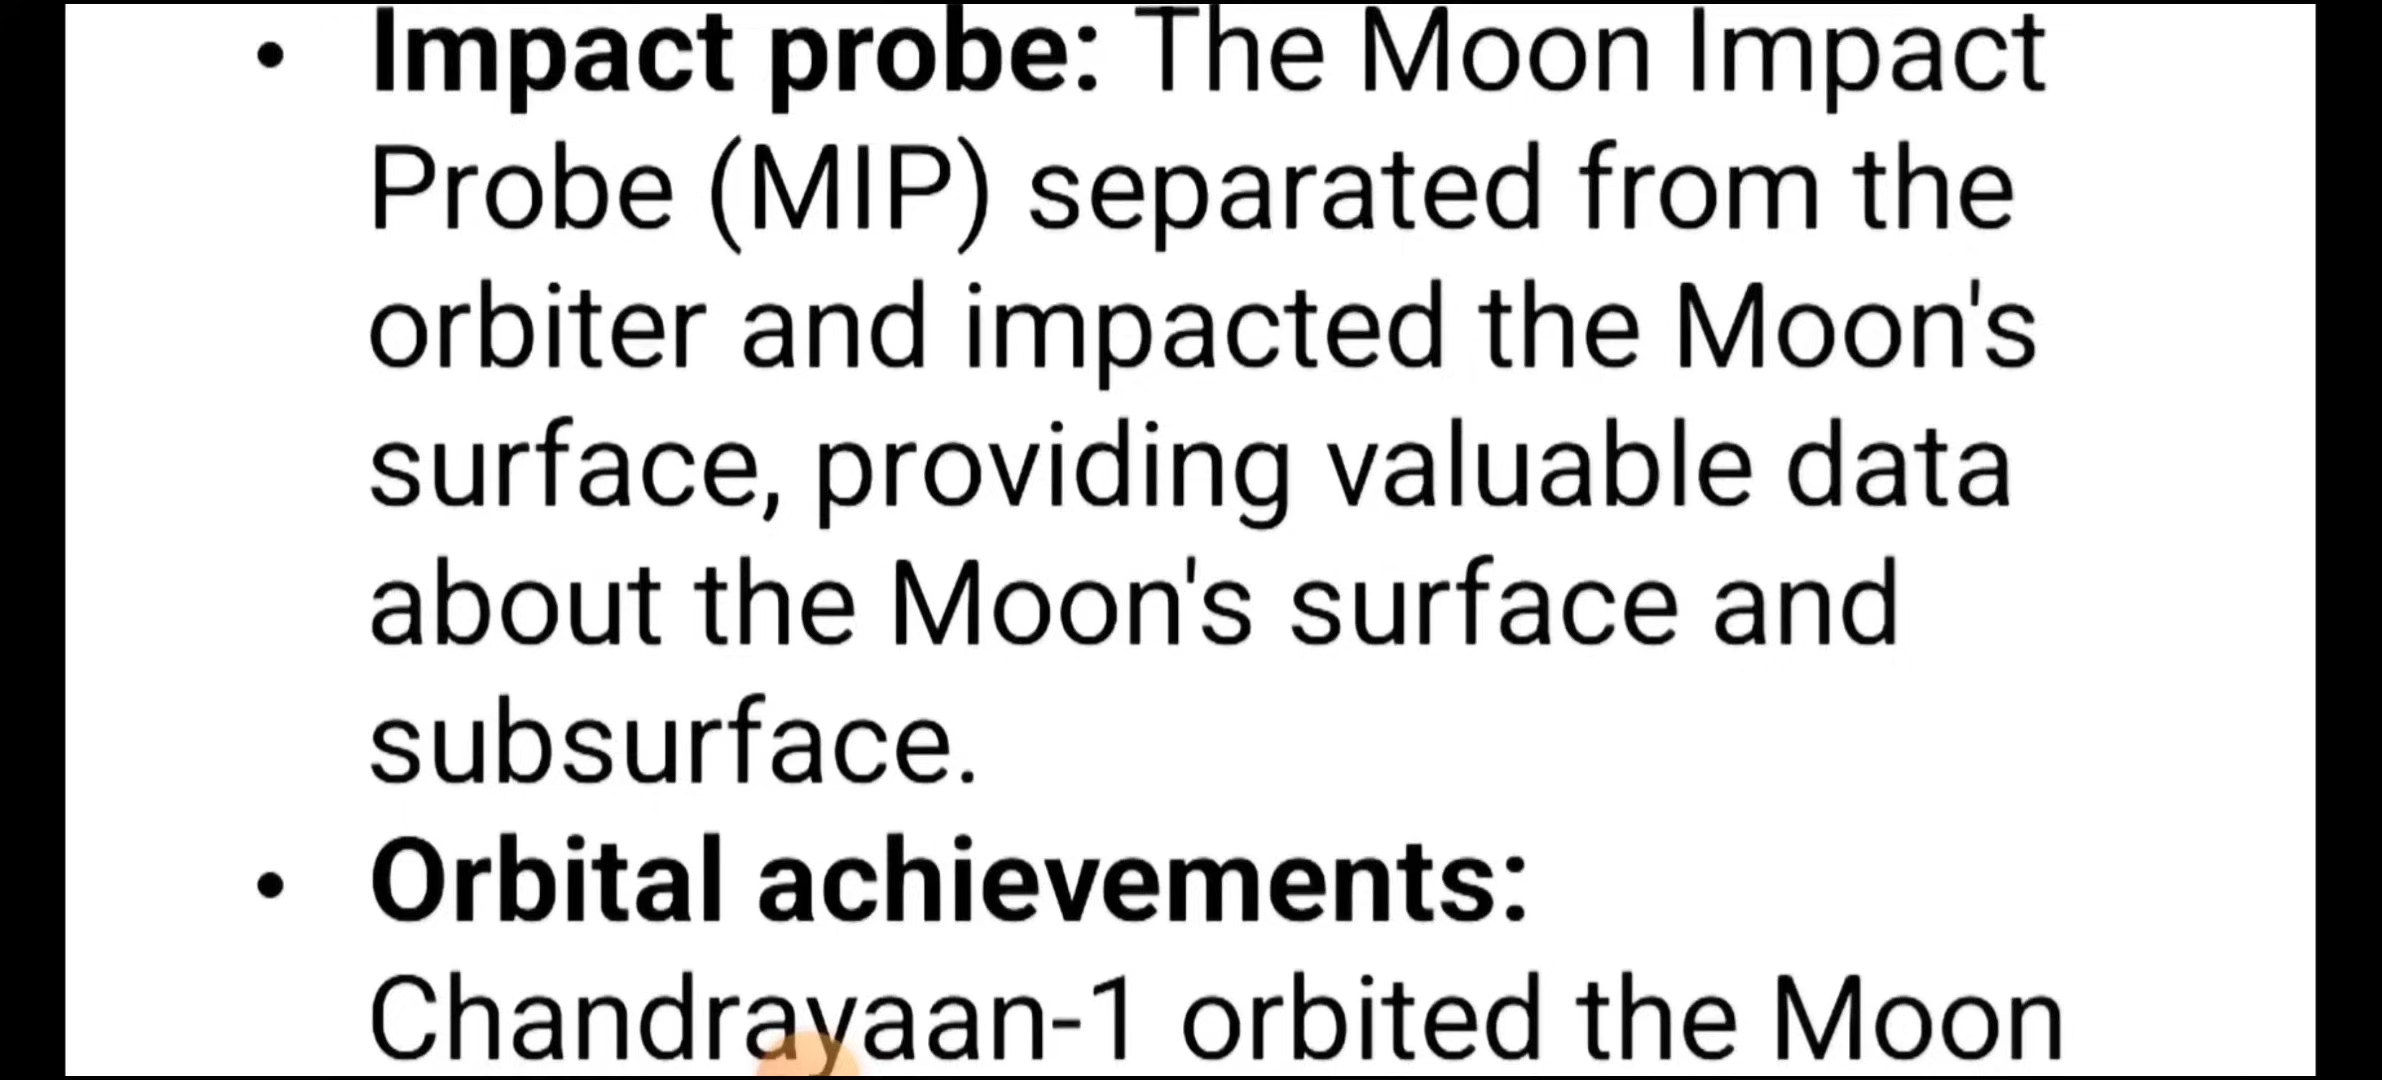 • Impact probe: The Moon Impact
Probe (MIP) separated from the
orbiter and impacted the Moon's
surface, providing valuable data
about the Moon's surface and
subsurface.
• Orbital achievements:
Chandrayaan-1 orbited the Moon